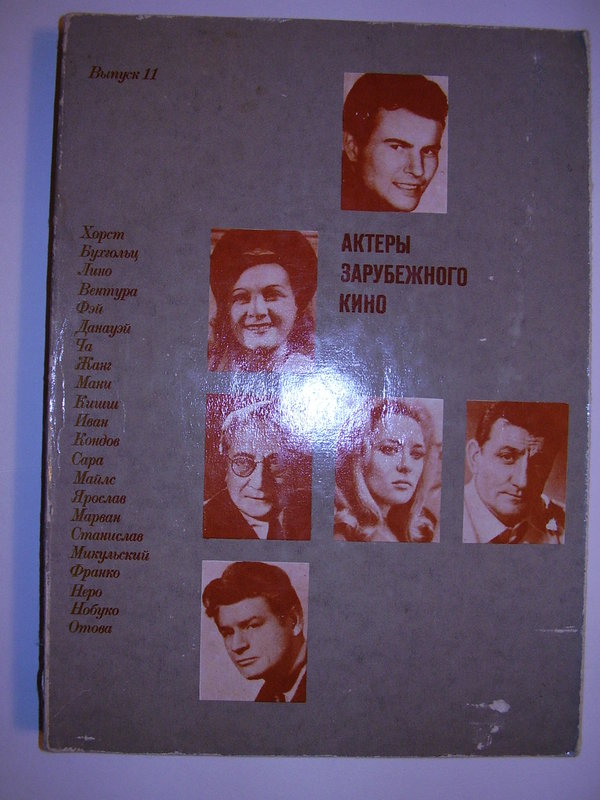 Выпуск 11
АКТЕРЫ
ЗАРУБЕЖНОГО
КИНО
Хорст
Бухгольц
Лино
Вентура
Фэй
Данауэй
Ча
Жанг
Мани
Кишш
Иван
Кондов
Сара
Майлс
Ярослав
Марван
Станислав
Микульский
Франко
Неро
Нобуко
Отова